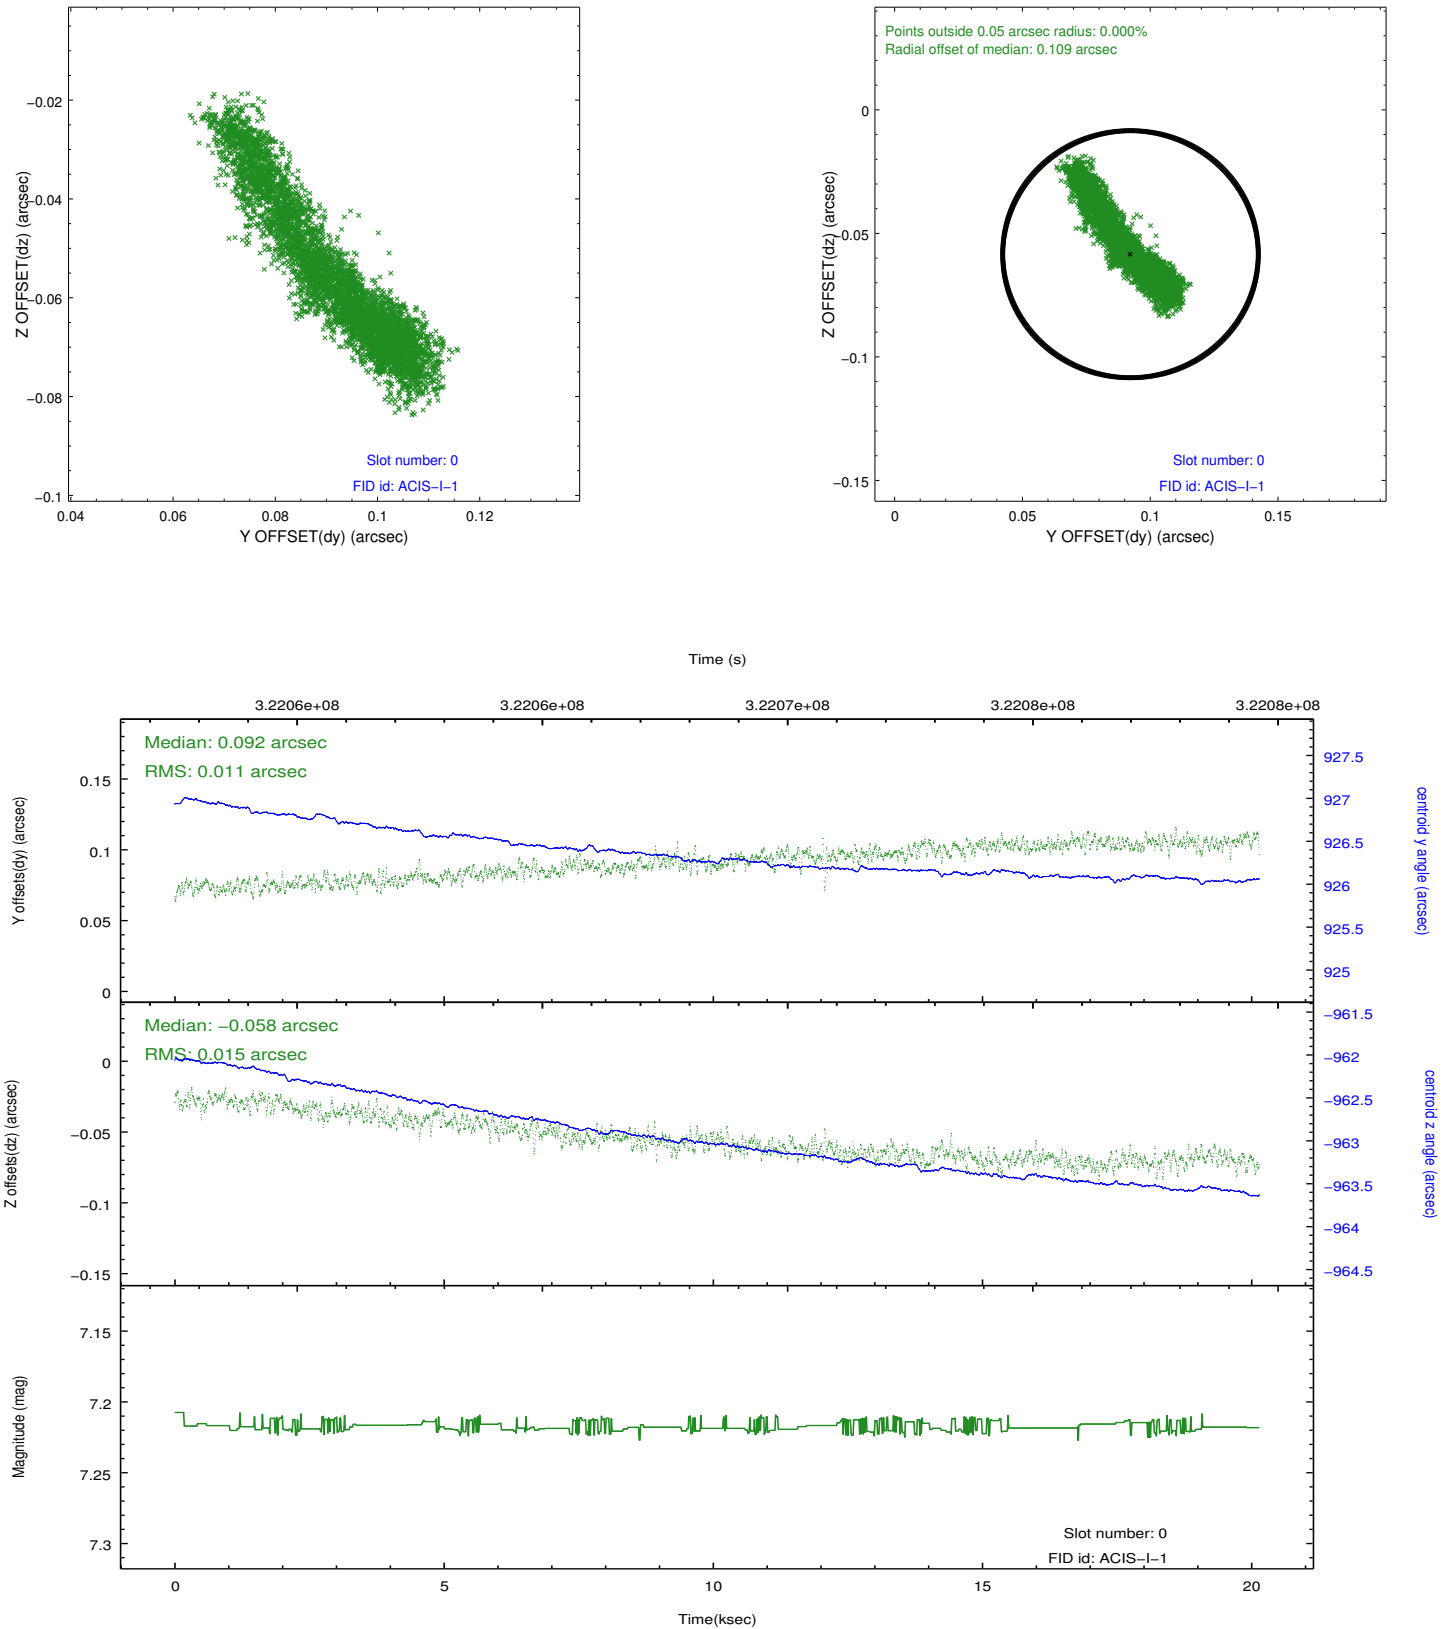 −0.02
−0.04
−0.06
−0.08
−0.1
Z OFFSET(dz) (arcsec)
Slot number: 0
FID id: ACIS−I−1
0.04 0.06 0.08 0.1 0.12
Y OFFSET(dy) (arcsec)
Points outside 0.05 arcsec radius: 0.000%
Radial offset of median: 0.109 arcsec
0
−0.05
−0.1
−0.15
Z OFFSET(dz) (arcsec)
Slot number: 0
FID id: ACIS−I−1
0 0.05 0.1 0.15
Y OFFSET(dy) (arcsec)
Time (s)
3.2206e+08 3.2206e+08 3.2207e+08 3.2208e+08 3.2208e+08
Median: 0.092 arcsec
RMS: 0.011 arcsec
0.15
0.1
0.05
0
Y offsets(dy) (arcsec)
927.5
927
926.5
926
925.5
925
centroid y angle (arcsec)
Median: −0.058 arcsec
RMS: 0.015 arcsec
0
−0.05
−0.1
−0.15
Z offsets(dz) (arcsec)
−961.5
−962
−962.5
−963
−963.5
−964
−964.5
centroid z angle (arcsec)
7.15
7.2
7.25
7.3
Magnitude (mag)
Slot number: 0
FID id: ACIS−I−1
0 5 10 15 20
Time(ksec)